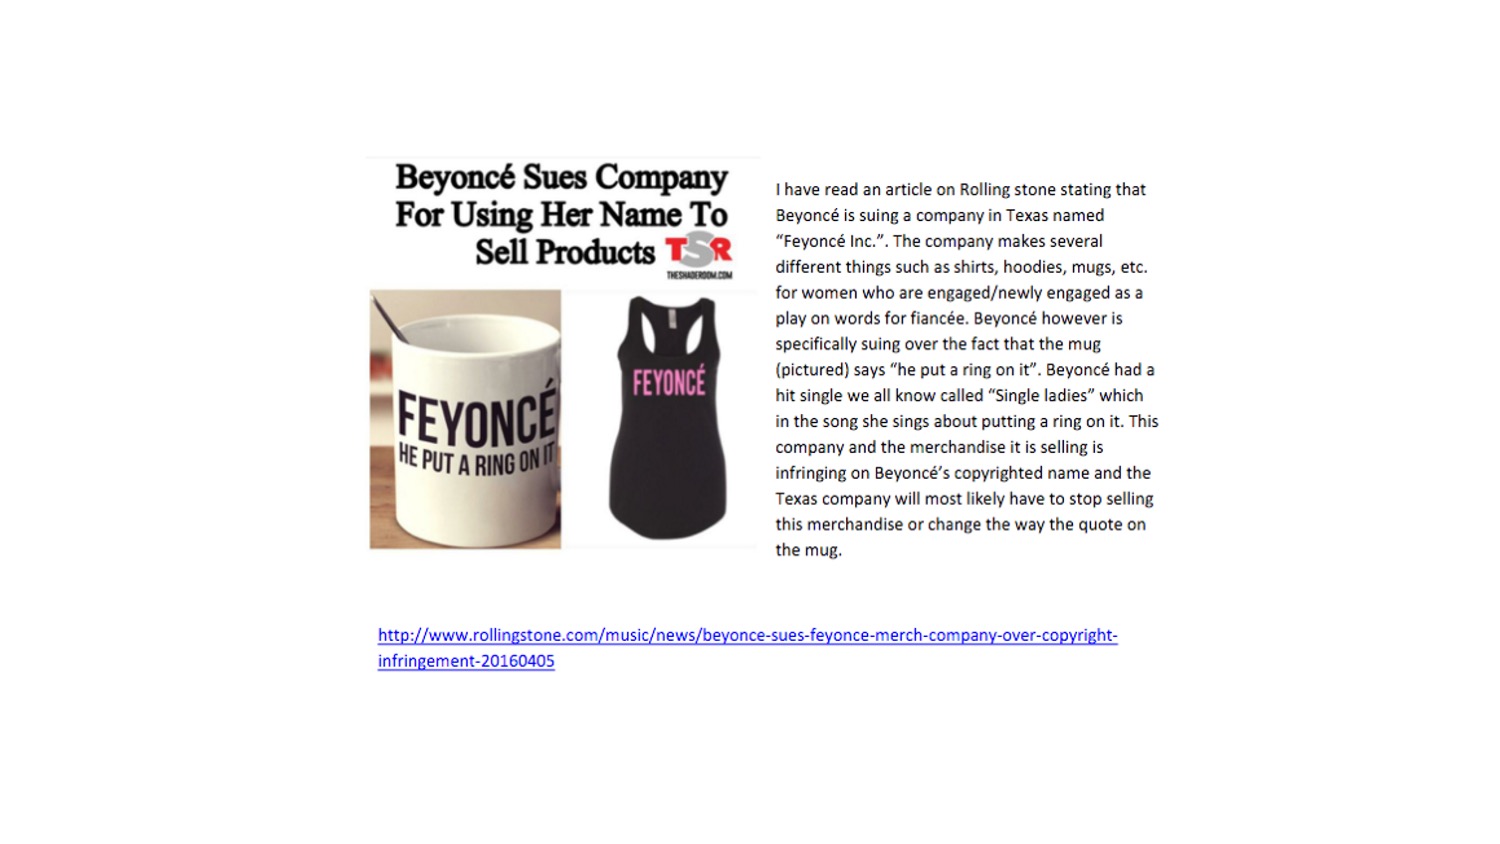 Beyoncé Sues Company
For Using Her Name To
Sell Products TSR
THESHADEROOM.COM
FEYONCÉ
HE PUT A RING ON IT
FEYONCÉ
I have read an article on Rolling stone stating that
Beyoncé is suing a company in Texas named
“Feyoncé Inc.”. The company makes several
different things such as shirts, hoodies, mugs, etc.
for women who are engaged/newly engaged as a
play on words for fiancée. Beyoncé however is
specifically suing over the fact that the mug
(pictured) says “he put a ring on it”. Beyoncé had a
hit single we all know called “Single ladies” which
in the song she sings about putting a ring on it. This
company and the merchandise it is selling is
infringing on Beyoncé’s copyrighted name and the
Texas company will most likely have to stop selling
this merchandise or change the way the quote on
the mug.
http://www.rollingstone.com/music/news/beyonce-sues-feyonce-merch-company-over-copyright-
infringement-20160405